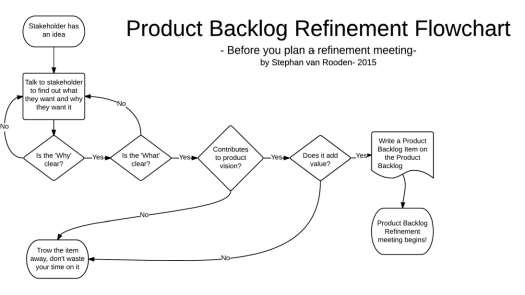 Product Backlog Refinement Flowchart
- Before you plan a refinement meeting-
by Stephan van Rooden- 2015
Stakeholder has
an idea
Talk to stakeholder
to find out what
they want and why
they want it
No
No
Is the 'Why'
clear?
Yes
Is the 'What'
clear?
Yes
Contributes
to product
vision?
Yes
Does it add
value?
Yes
Write a Product
Backlog Item on
the Product
Backlog
No
Product Backlog
Refinement
meeting begins!
Trow the item
away, don't waste
your time on it
No